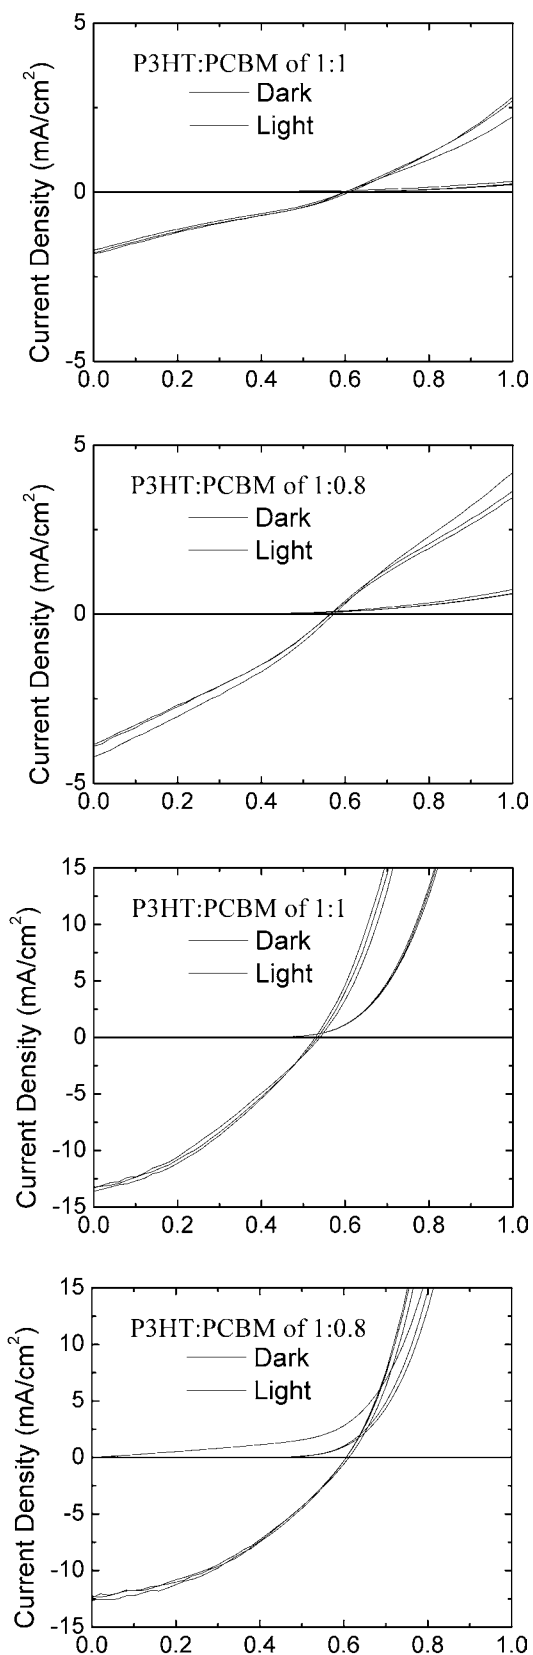 5
P3HT:PCBM of 1:1
Dark
Light
0
-5
Current Density (mA/cm²)
0.0 0.2 0.4 0.6 0.8 1.0
5
P3HT:PCBM of 1:0.8
Dark
Light
0
-5
Current Density (mA/cm²)
0.0 0.2 0.4 0.6 0.8 1.0
15
P3HT:PCBM of 1:1
10
Dark
5
Light
0
-5
-10
-15
Current Density (mA/cm²)
0.0 0.2 0.4 0.6 0.8 1.0
15
P3HT:PCBM of 1:0.8
10
Dark
5
Light
0
-5
-10
-15
Current Density (mA/cm²)
0.0 0.2 0.4 0.6 0.8 1.0